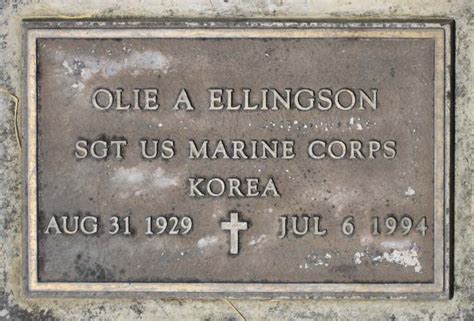 OLIE A ELLINGSON
SGT US MARINE CORPS
KOREA
AUG 31 1929 JUL 6 1994